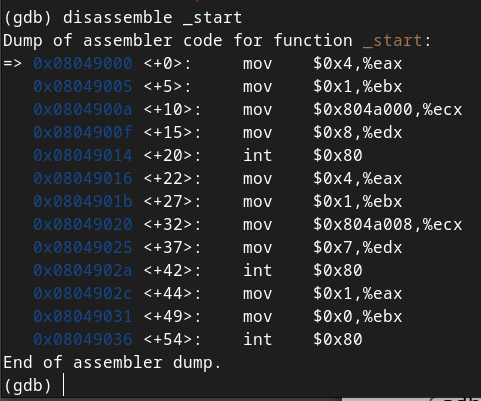 (gdb) disassemble _start
Dump of assembler code for function _start:
=> 0x08049000 <+0>:     mov    $0x4,%eax
   0x08049005 <+5>:     mov    $0x1,%ebx
   0x0804900a <+10>:    mov    $0x804a000,%ecx
   0x0804900f <+15>:    mov    $0x8,%edx
   0x08049014 <+20>:    int    $0x80
   0x08049016 <+22>:    mov    $0x4,%eax
   0x0804901b <+27>:    mov    $0x1,%ebx
   0x08049020 <+32>:    mov    $0x804a008,%ecx
   0x08049025 <+37>:    mov    $0x7,%edx
   0x0804902a <+42>:    int    $0x80
   0x0804902c <+44>:    mov    $0x1,%eax
   0x08049031 <+49>:    mov    $0x0,%ebx
   0x08049036 <+54>:    int    $0x80
End of assembler dump.
(gdb)